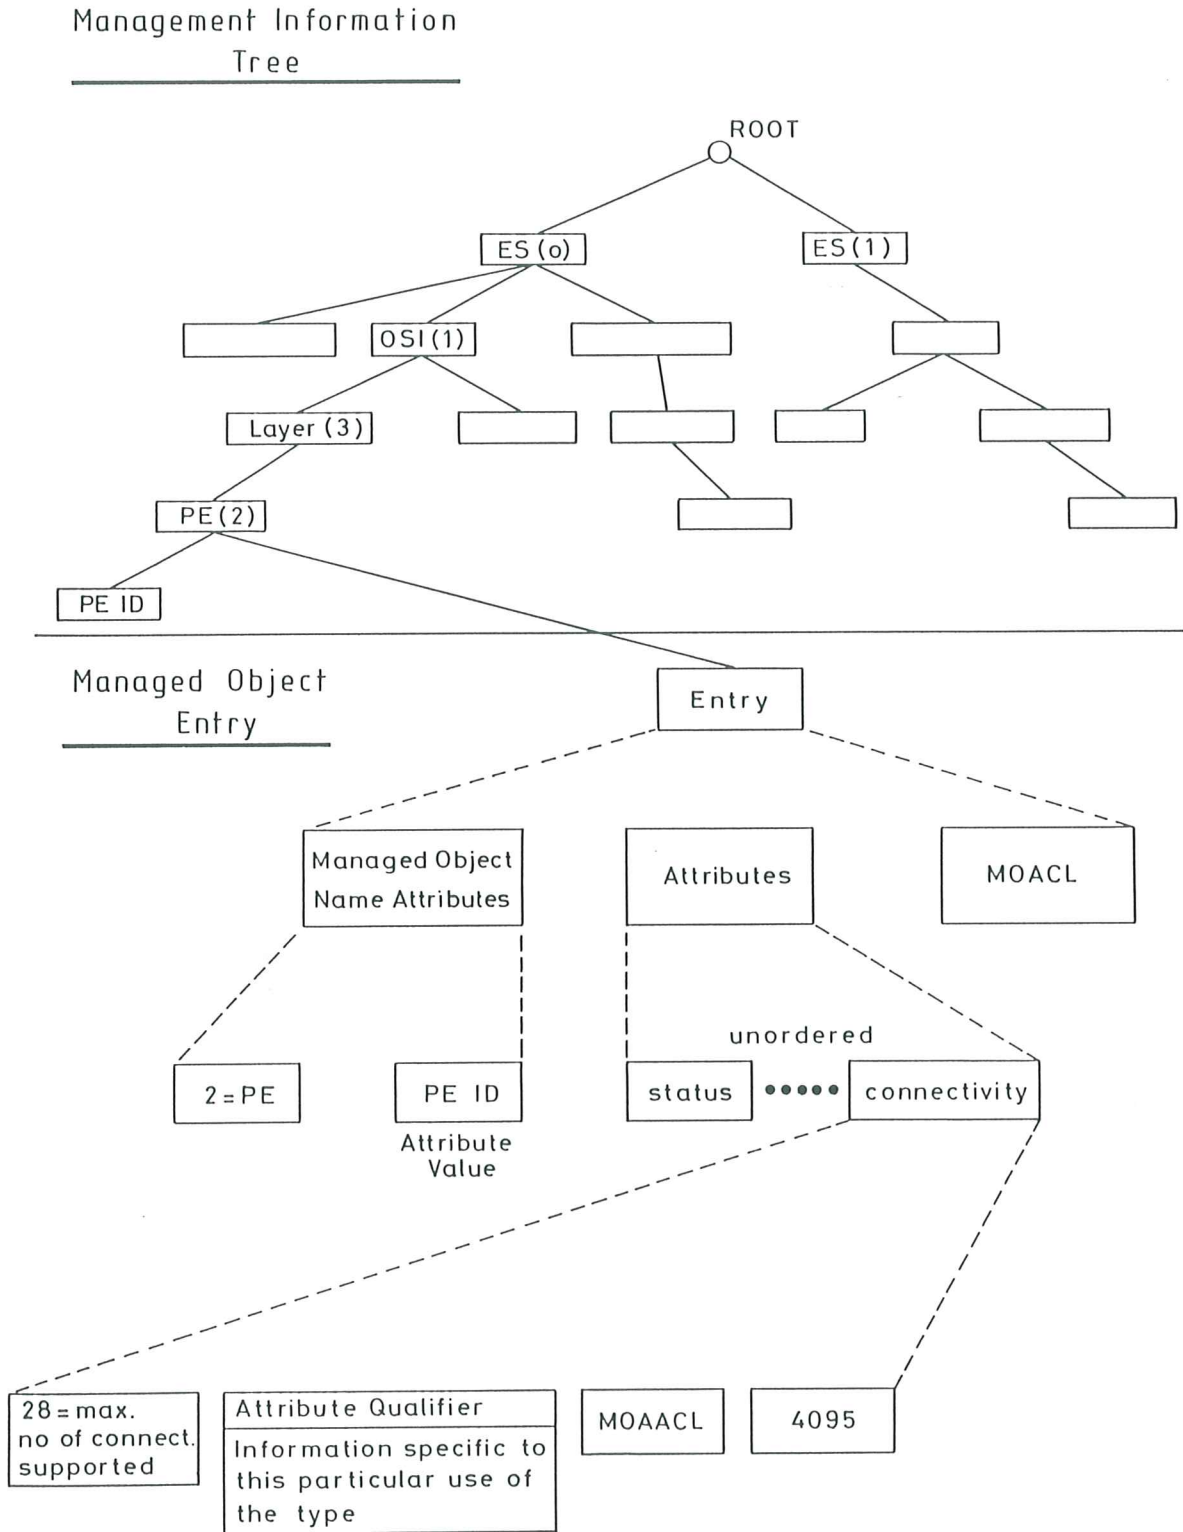 Management Information
Tree
ROOT
ES(o)
ES(1)
OSI(1)
Layer(3)
PE(2)
PE ID
Managed Object
Entry
Entry
Managed Object
Name Attributes
Attributes
MOACL
unordered
2=PE
PE ID
status
connectivity
Attribute
Value
28=max.
no of connect.
supported
Attribute Qualifier
Information specific to
this particular use of
the type
MOAACL
4095